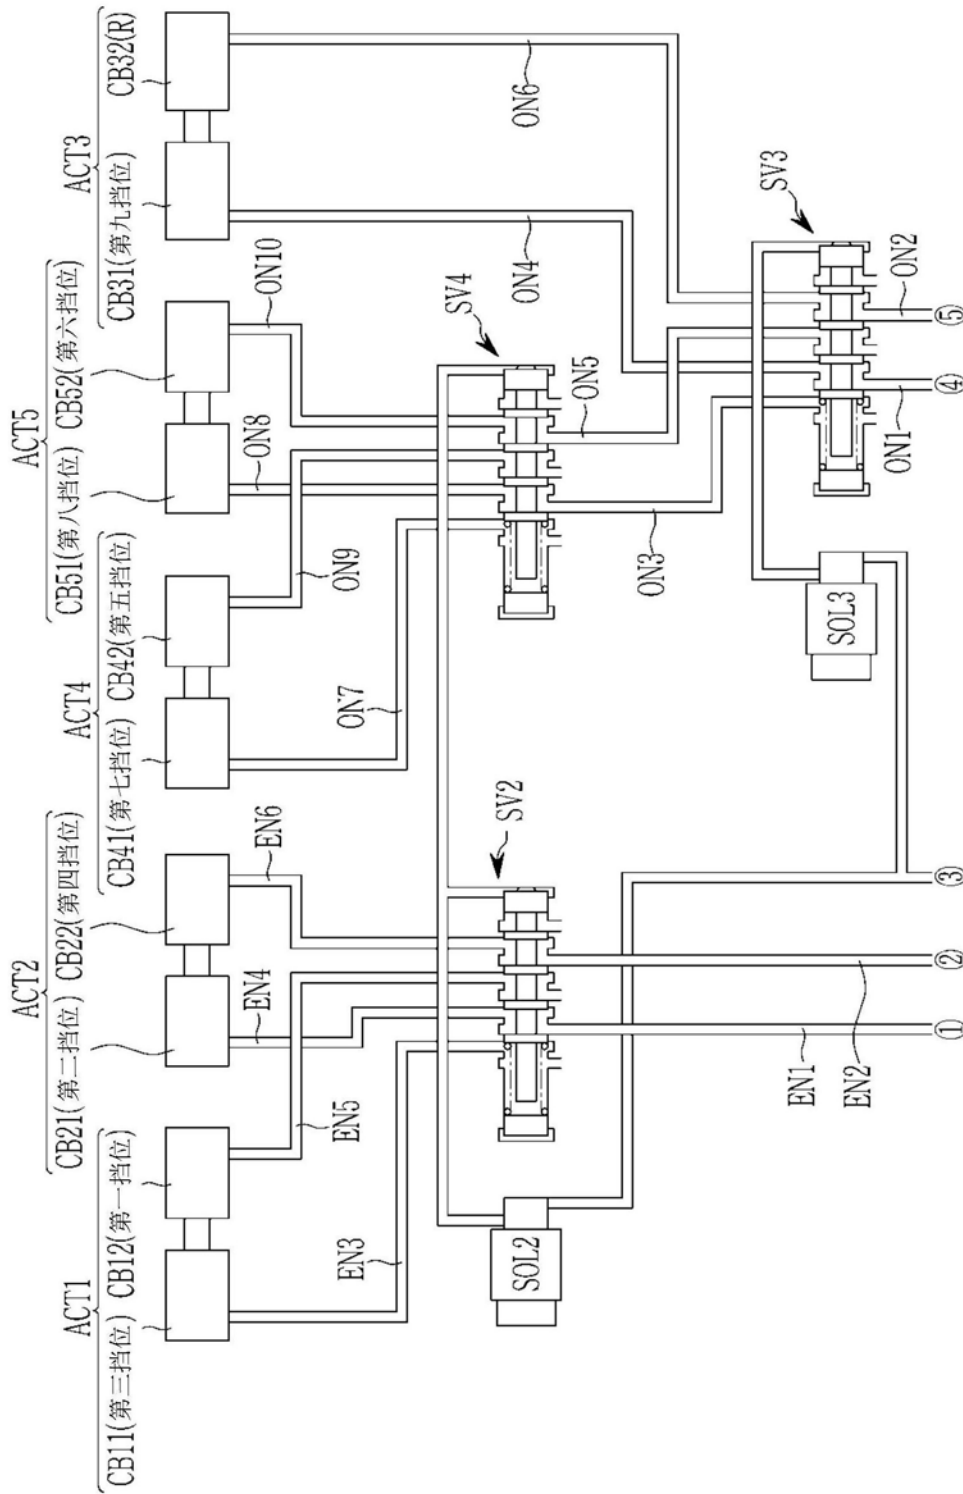 ACT1
CB11(第三挡位)
CB12(第一挡位)
ACT2
CB21(第二挡位)
CB22(第四挡位)
ACT4
CB41(第七挡位)
CB42(第五挡位)
ACT5
CB51(第八挡位)
CB52(第六挡位)
ACT3
CB31(第九挡位)
CB32(R)
EN3
EN5
EN4
EN6
ON7
ON9
ON8
ON10
ON4
ON6
SOL2
SV2
SV4
ON3
ON5
SV3
SOL3
EN1
EN2
ON1
ON2
①
②
③
④
⑤